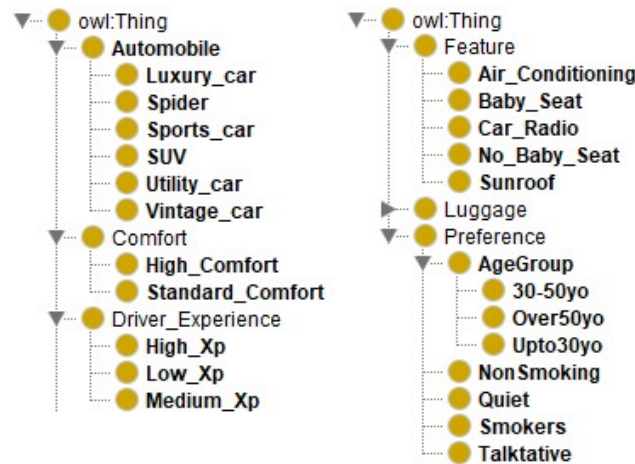 owl:Thing
Automobile
Luxury_car
Spider
Sports_car
SUV
Utility_car
Vintage_car
Comfort
High_Comfort
Standard_Comfort
Driver_Experience
High_Xp
Low_Xp
Medium_Xp
owl:Thing
Feature
Air_Conditioning
Baby_Seat
Car_Radio
No_Baby_Seat
Sunroof
Luggage
Preference
AgeGroup
30-50yo
Over50yo
Upto30yo
NonSmoking
Quiet
Smokers
Talktative